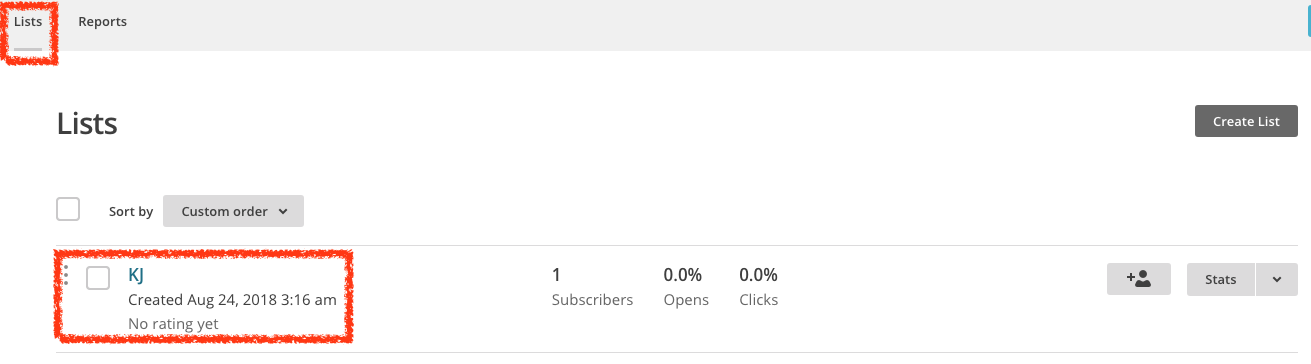 Lists Reports
Lists
Create List
Sort by Custom order
KJ 1 0.0% 0.0%
Created Aug 24, 2018 3:16 am Subscribers Opens Clicks Stats
No rating yet